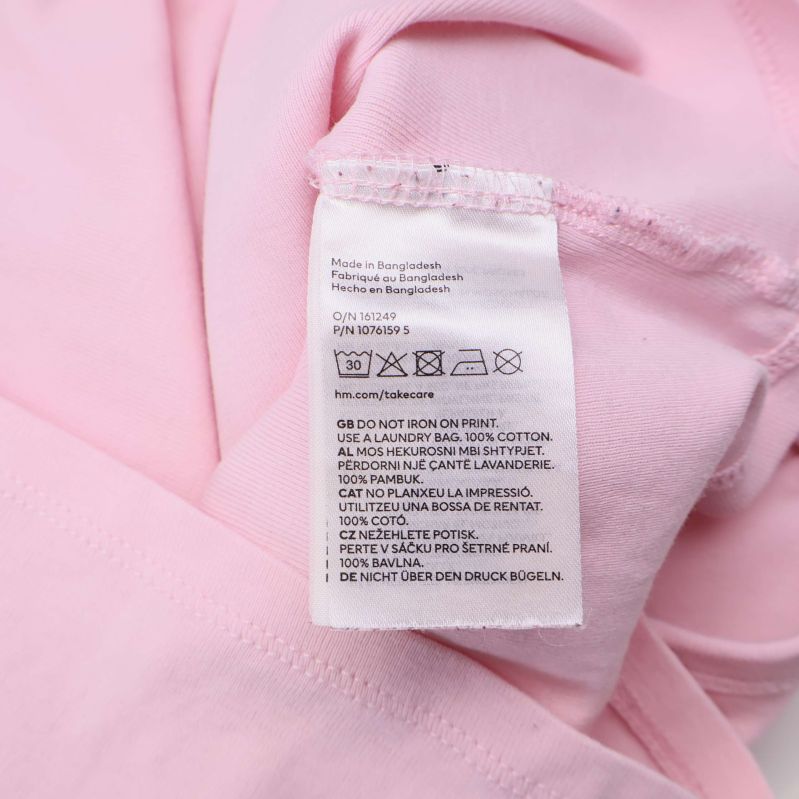 Made in Bangladesh
Fabriqué au Bangladesh
Hecho en Bangladesh
O/N 161249
P/N 1076159 5
30
hm.com/takecare
GB DO NOT IRON ON PRINT.
USE A LAUNDRY BAG. 100% COTTON.
AL MOS HEKUROSNI MBI SHTYPJET.
PËRDORNI NJË ÇANTË LAVANDERIE.
100% PAMBUK.
CAT NO PLANXEU LA IMPRESSIÓ.
UTILITZEU UNA BOSSA DE RENTAT.
100% COTÓ.
CZ NEŽEHLETE POTISK.
PERTE V SÁČKU PRO ŠETRNÉ PRANÍ.
100% BAVLNA.
DE NICHT ÜBER DEN DRUCK BÜGELN.